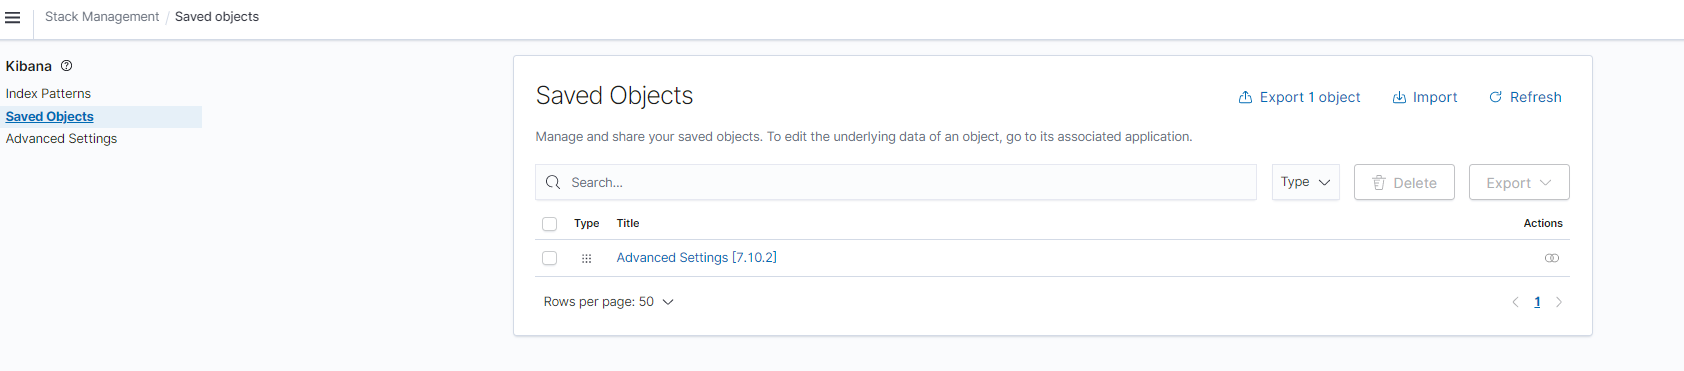 Stack Management / Saved objects
Kibana
Index Patterns
Saved Objects
Advanced Settings
Saved Objects
Export 1 object
Import
Refresh
Manage and share your saved objects. To edit the underlying data of an object, go to its associated application.
Search...
Type
Delete
Export
Type Title Actions
Advanced Settings [7.10.2]
Rows per page: 50
1